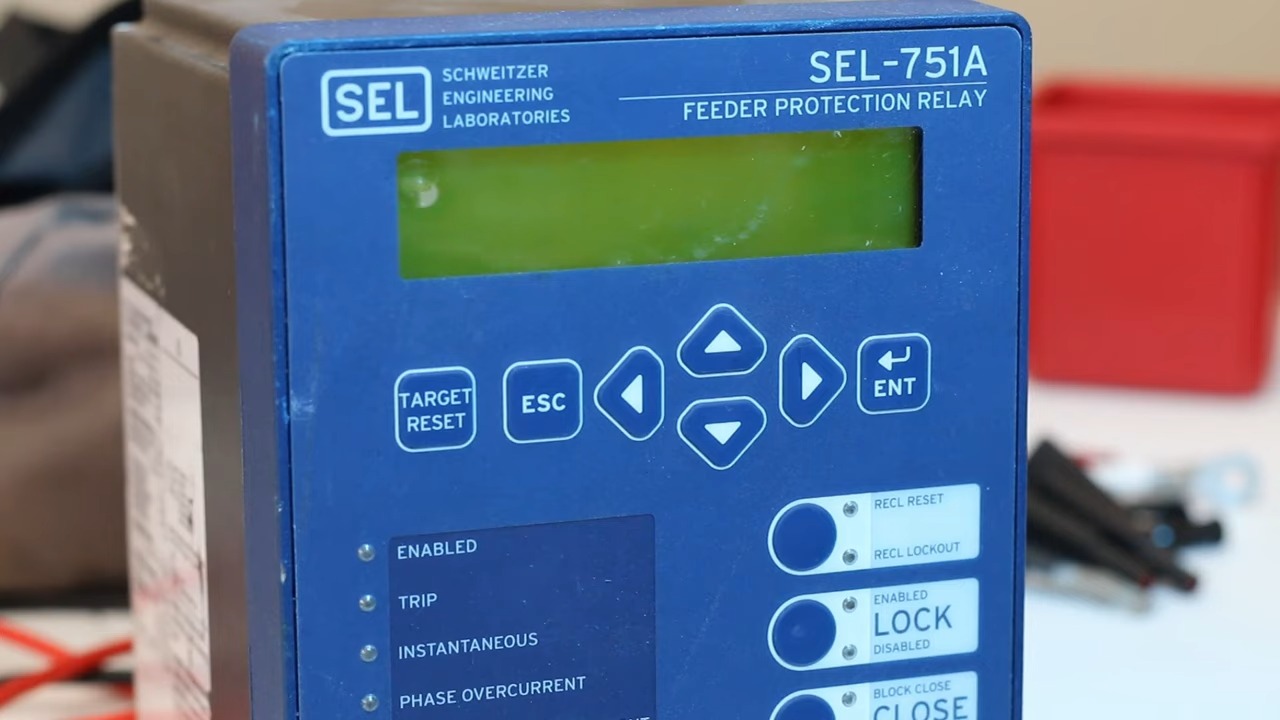 SEL
SCHWEITZER
ENGINEERING
LABORATORIES
SEL-751A
FEEDER PROTECTION RELAY
TARGET
RESET
ESC
ENT
ENABLED
TRIP
INSTANTANEOUS
PHASE OVERCURRENT
RECL RESET
RECL LOCKOUT
ENABLED
LOCK
DISABLED
BLOCK CLOSE
CLOSE